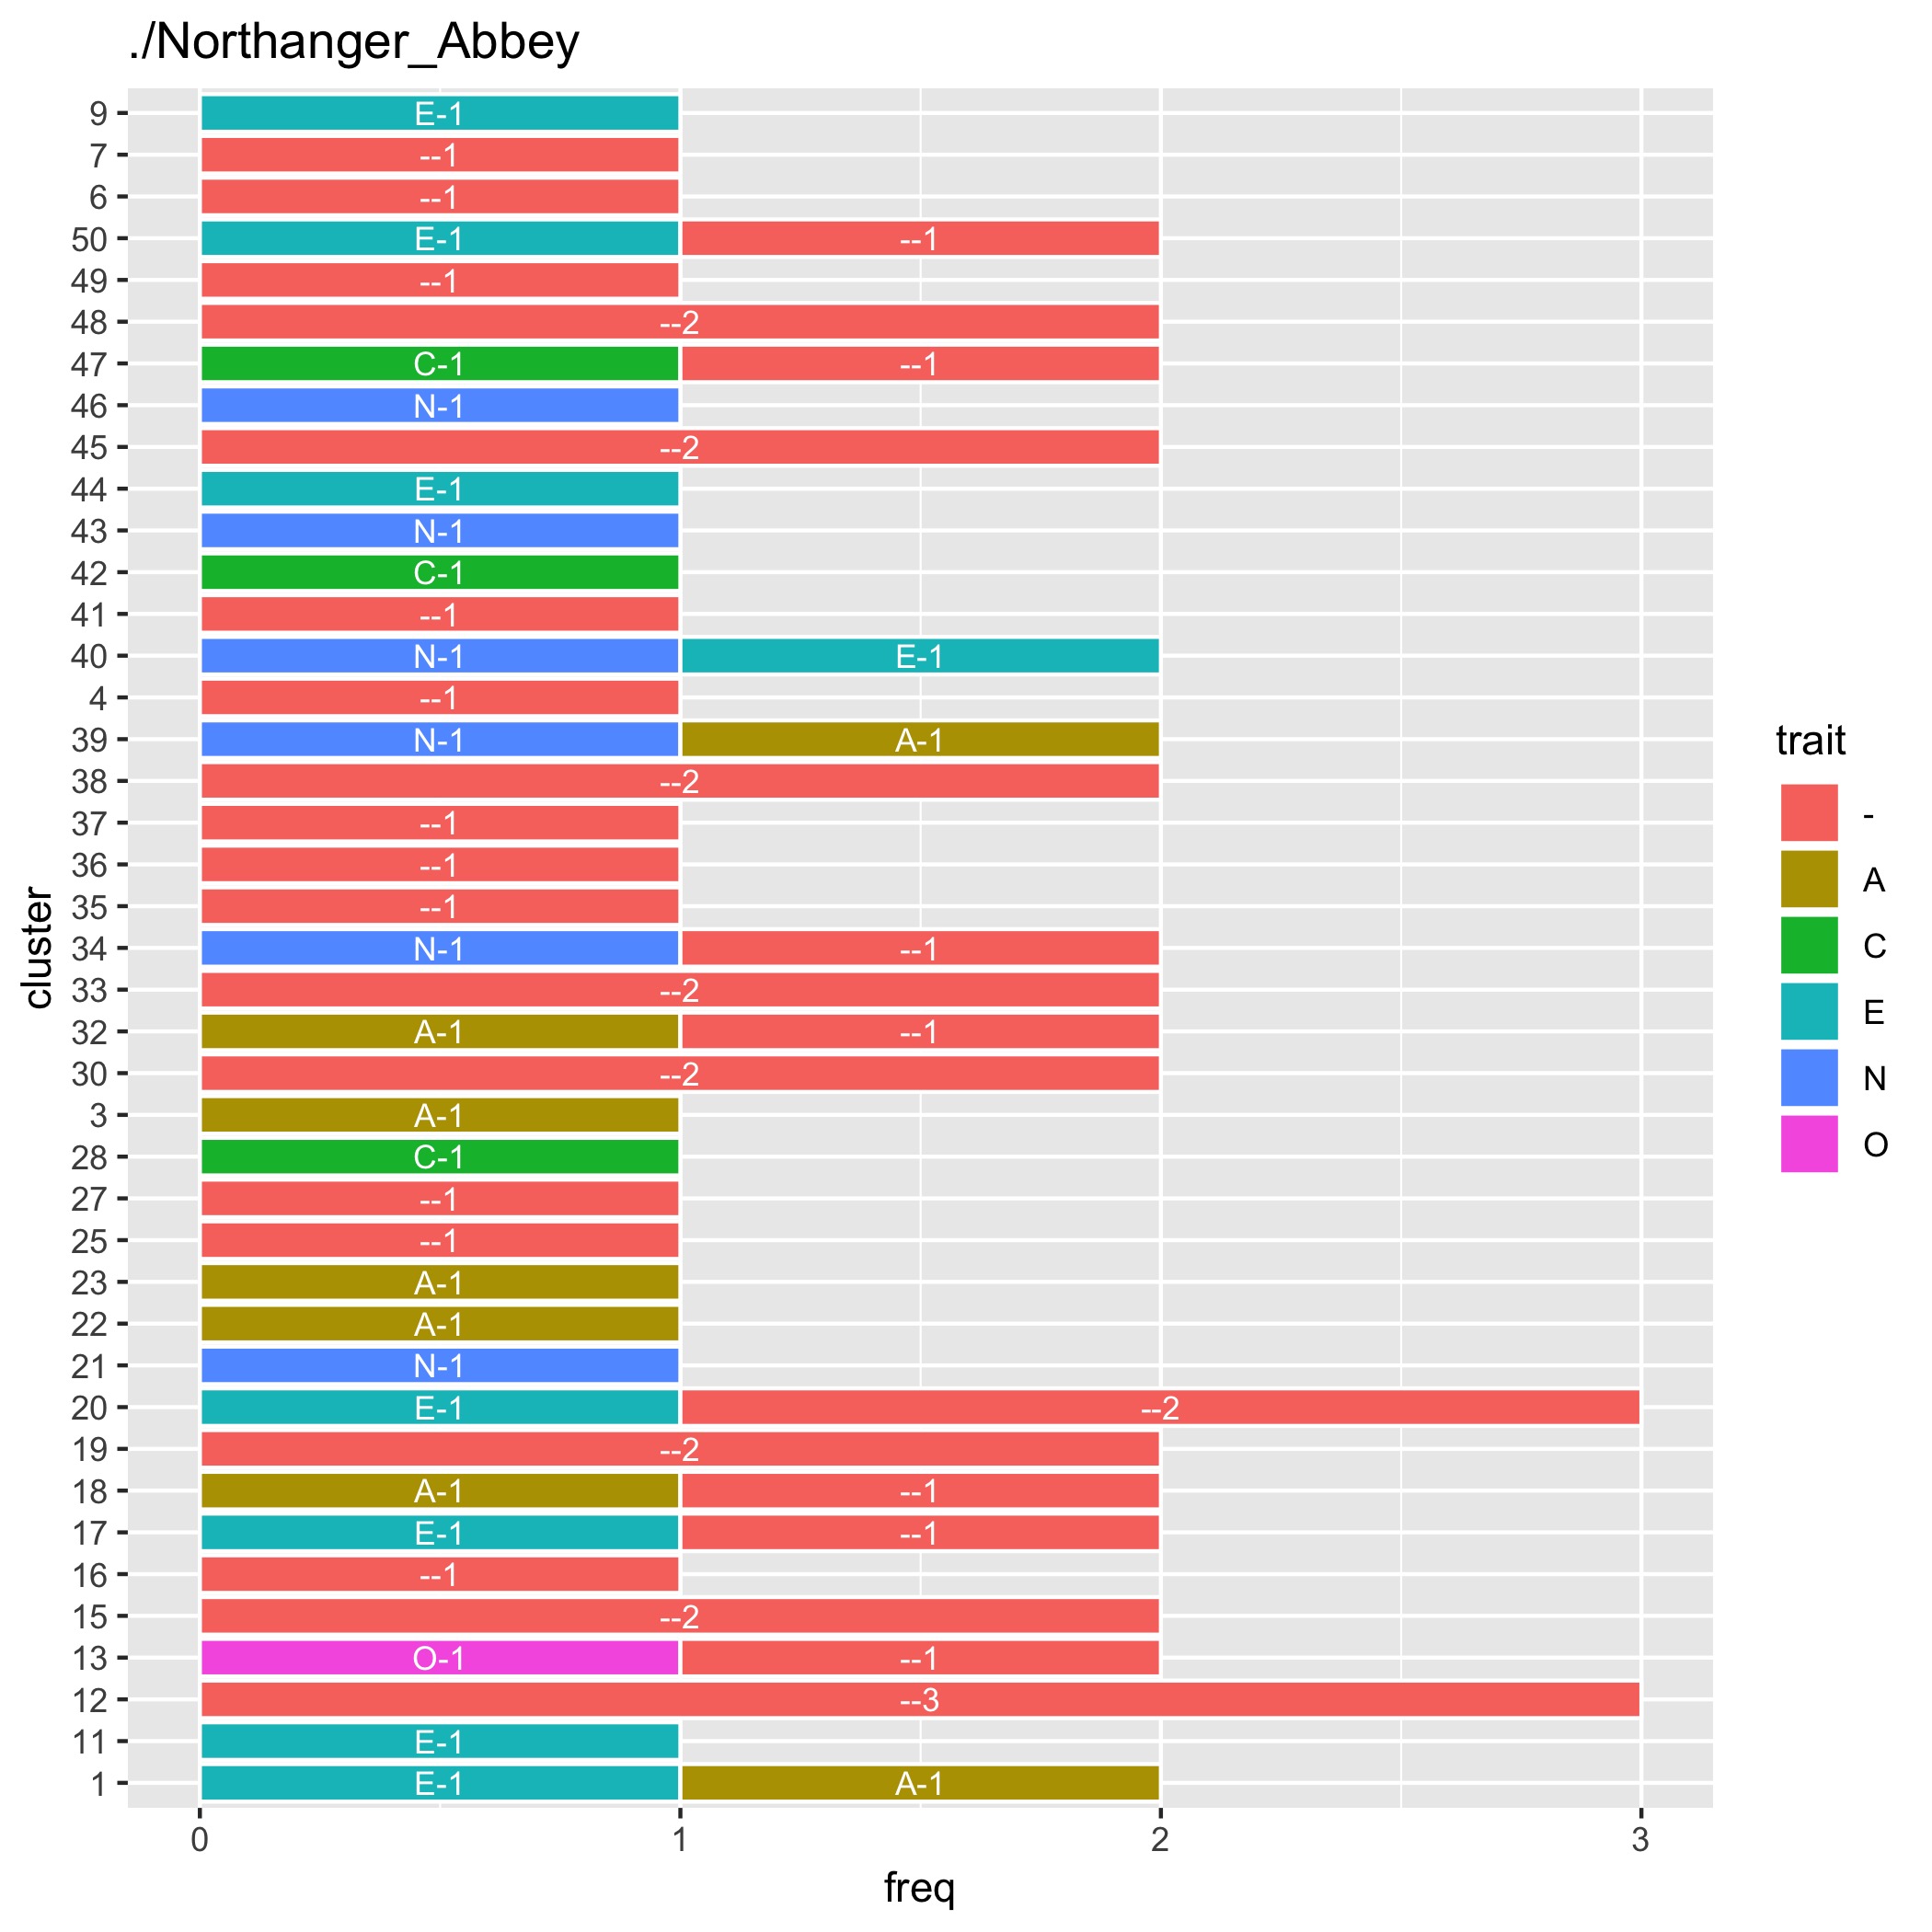 ./Northanger_Abbey
9 E-1
7 --1
6 --1
50 E-1 --1
49 --1
48 --2
47 C-1 --1
46 N-1
45 --2
44 E-1
43 N-1
42 C-1
41 --1
40 N-1 E-1
4 --1
39 N-1 A-1
38 --2
37 --1
36 --1
35 --1
34 N-1 --1
33 --2
32 A-1 --1
30 --2
3 A-1
28 C-1
27 --1
25 --1
23 A-1
22 A-1
21 N-1
20 E-1 --2
19 --2
18 A-1 --1
17 E-1 --1
16 --1
15 --2
13 O-1 --1
12 --3
11 E-1
1 E-1 A-1
0 1 2 3
freq
cluster
trait
-
A
C
E
N
O